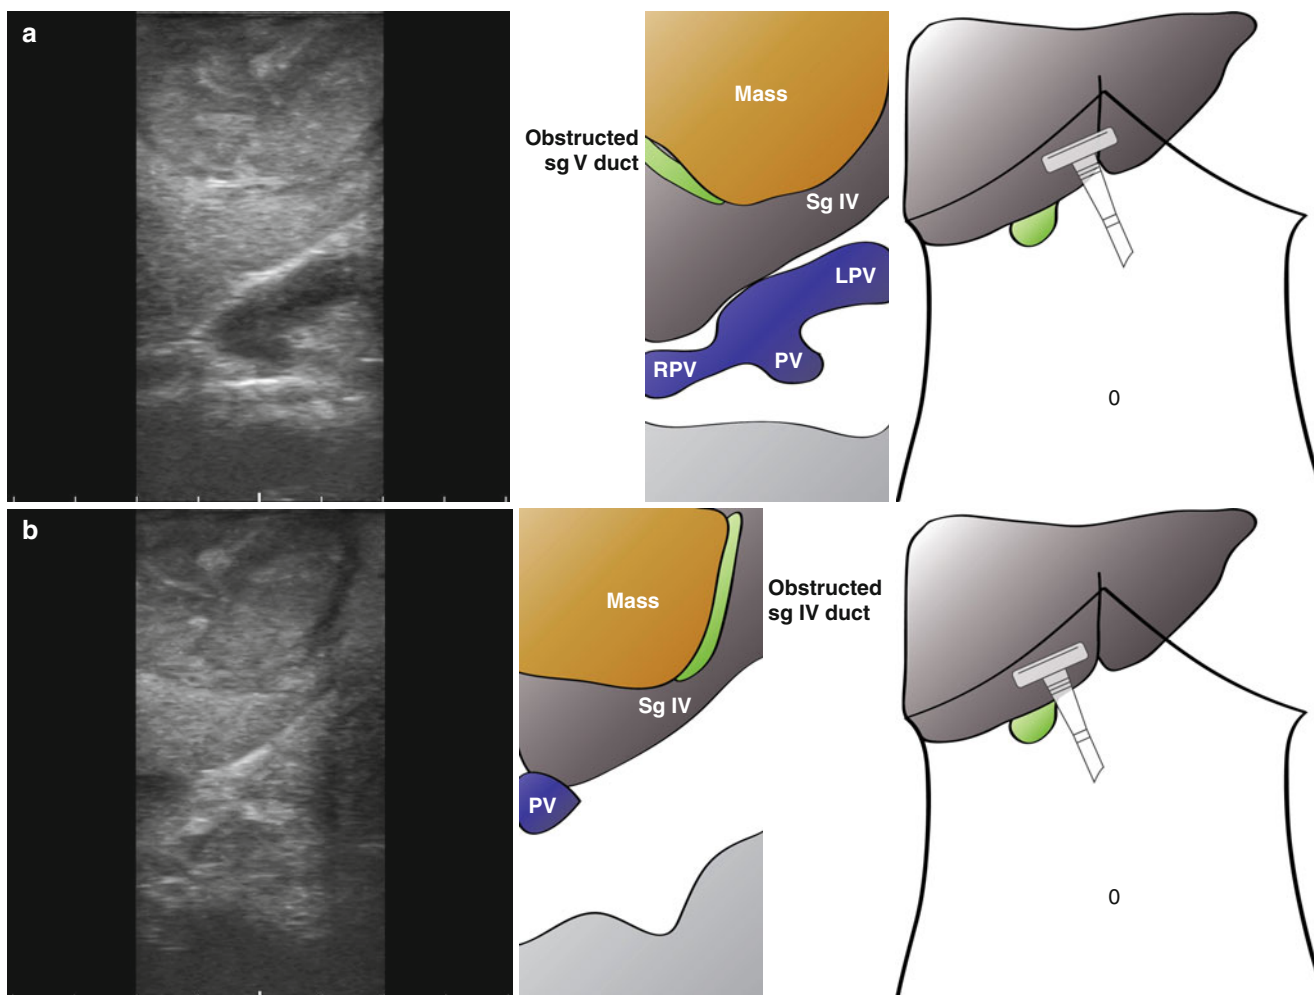 a
Obstructed
sg V duct
Mass
Sg IV
LPV
RPV
PV
0
b
Mass
Obstructed
sg IV duct
Sg IV
PV
0